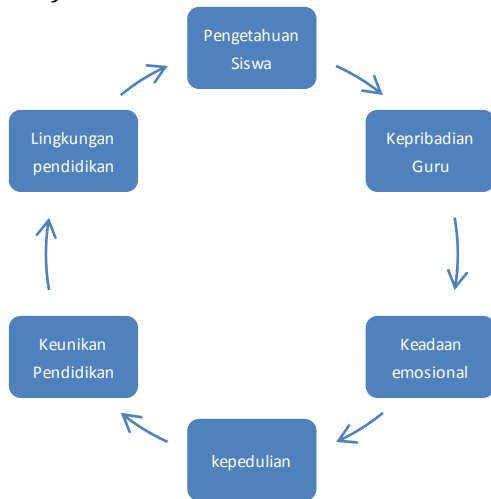 Pengetahuan
Siswa
Kepribadian
Guru
Keadaan
emosional
kepedulian
Keunikan
Pendidikan
Lingkungan
pendidikan